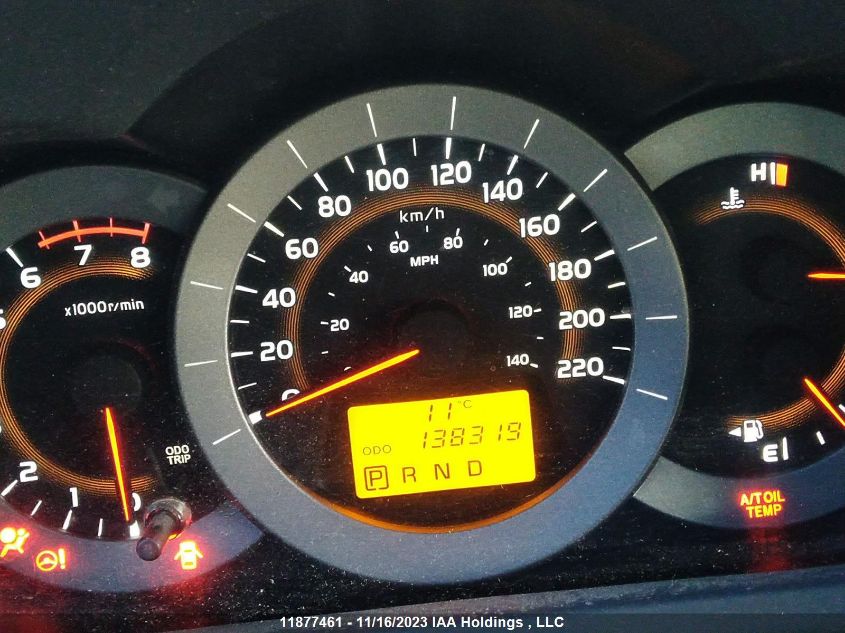 6 7 8
x1000r/min
2 1 0
ODO
TRIP
0 20 40 60 80 100 120 140 160 180 200 220
km/h
MPH
20 40 60 80 100 120 140
11°C
ODO 138319
P R N D
H
E
A/T OIL
TEMP
!
11877461 - 11/16/2023 IAA Holdings , LLC